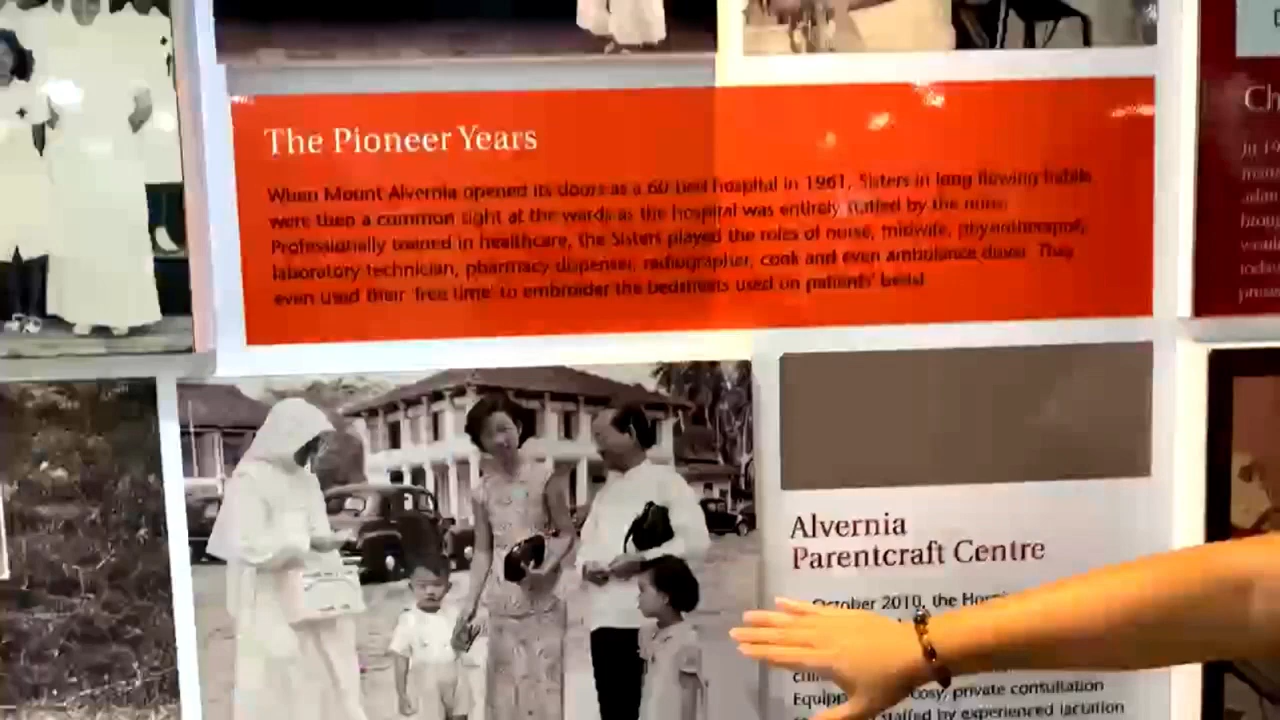 The Pioneer Years
When Mount Alvernia opened its doors as a 60 bed hospital in 1961, Sisters in long flowing habits
were then a common sight at the wards as the hospital was entirely staffed by the nuns.
Professionally trained in healthcare, the Sisters played the roles of nurse, midwife, physiotherapist,
laboratory technician, pharmacy dispenser, radiographer, cook and even ambulance driver. They
even used their 'free time' to embroider the bedsheets used on patients' beds!
Alvernia
Parentcraft Centre
October 2010, the
Equipp cosy, private consultation
staffed by experienced lactation
Ch